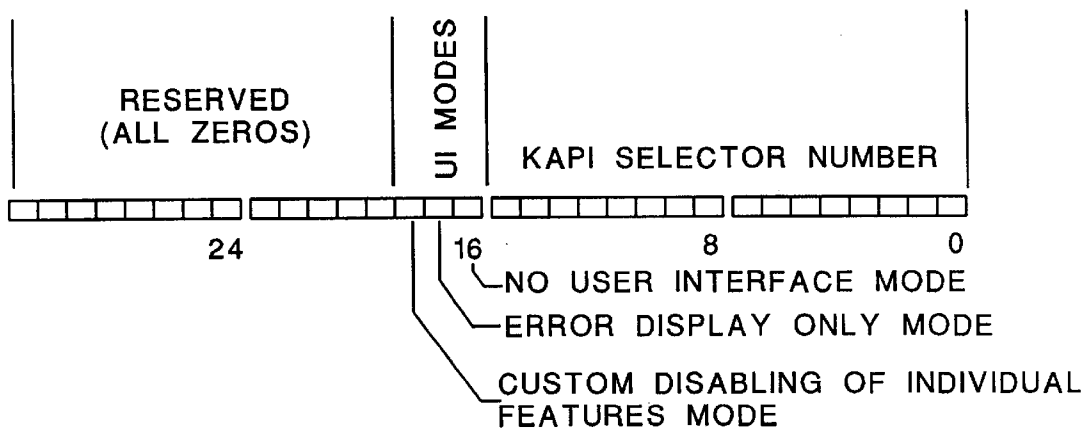 RESERVED
(ALL ZEROS)
UI MODES
KAPI SELECTOR NUMBER
24 16 8 0
NO USER INTERFACE MODE
ERROR DISPLAY ONLY MODE
CUSTOM DISABLING OF INDIVIDUAL
FEATURES MODE